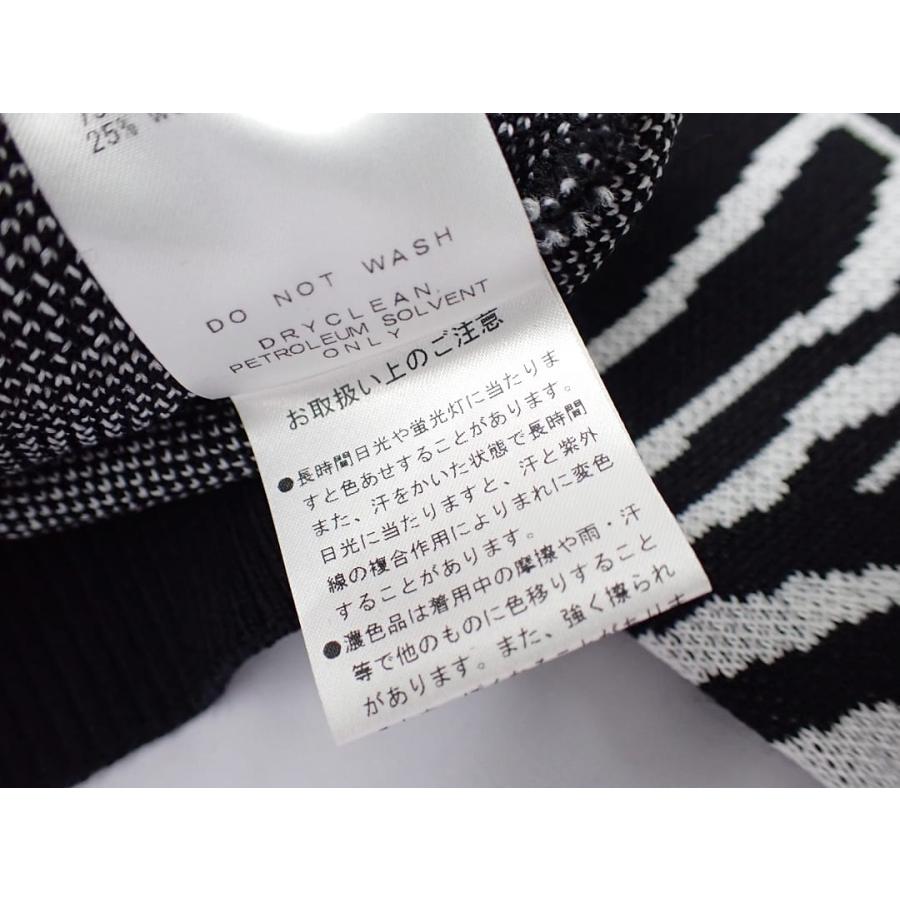 25%
DO NOT WASH
DRYCLEAN,
PETROLEUM SOLVENT
ONLY
お取扱い上のご注意
●長時間日光や蛍光灯に当たりま
すと色あせすることがあります。
また、汗をかいた状態で長時間
日光に当たりますと、汗と紫外
線の複合作用によりまれに変色
することがあります。
●濃色品は着用中の摩擦や雨・汗
等で他のものに色移りすること
があります。また、強く擦られ